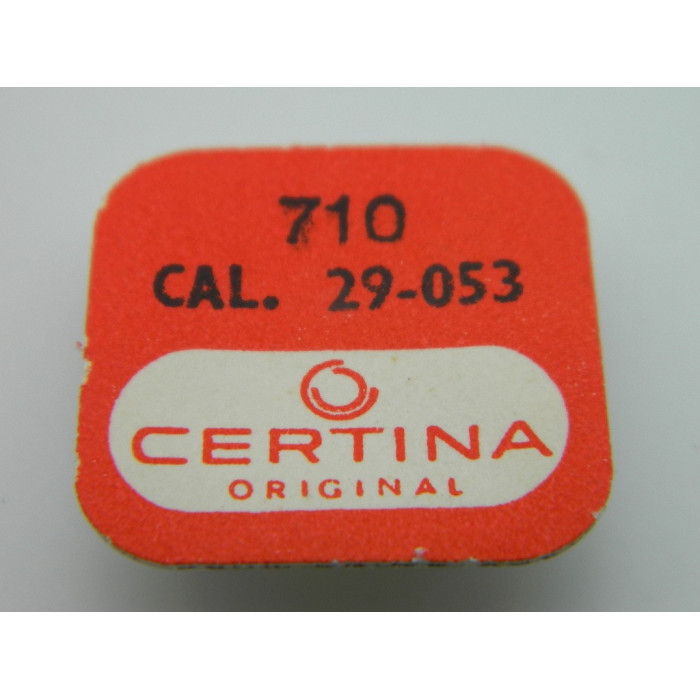 710
CAL. 29-053
CERTINA
ORIGINAL